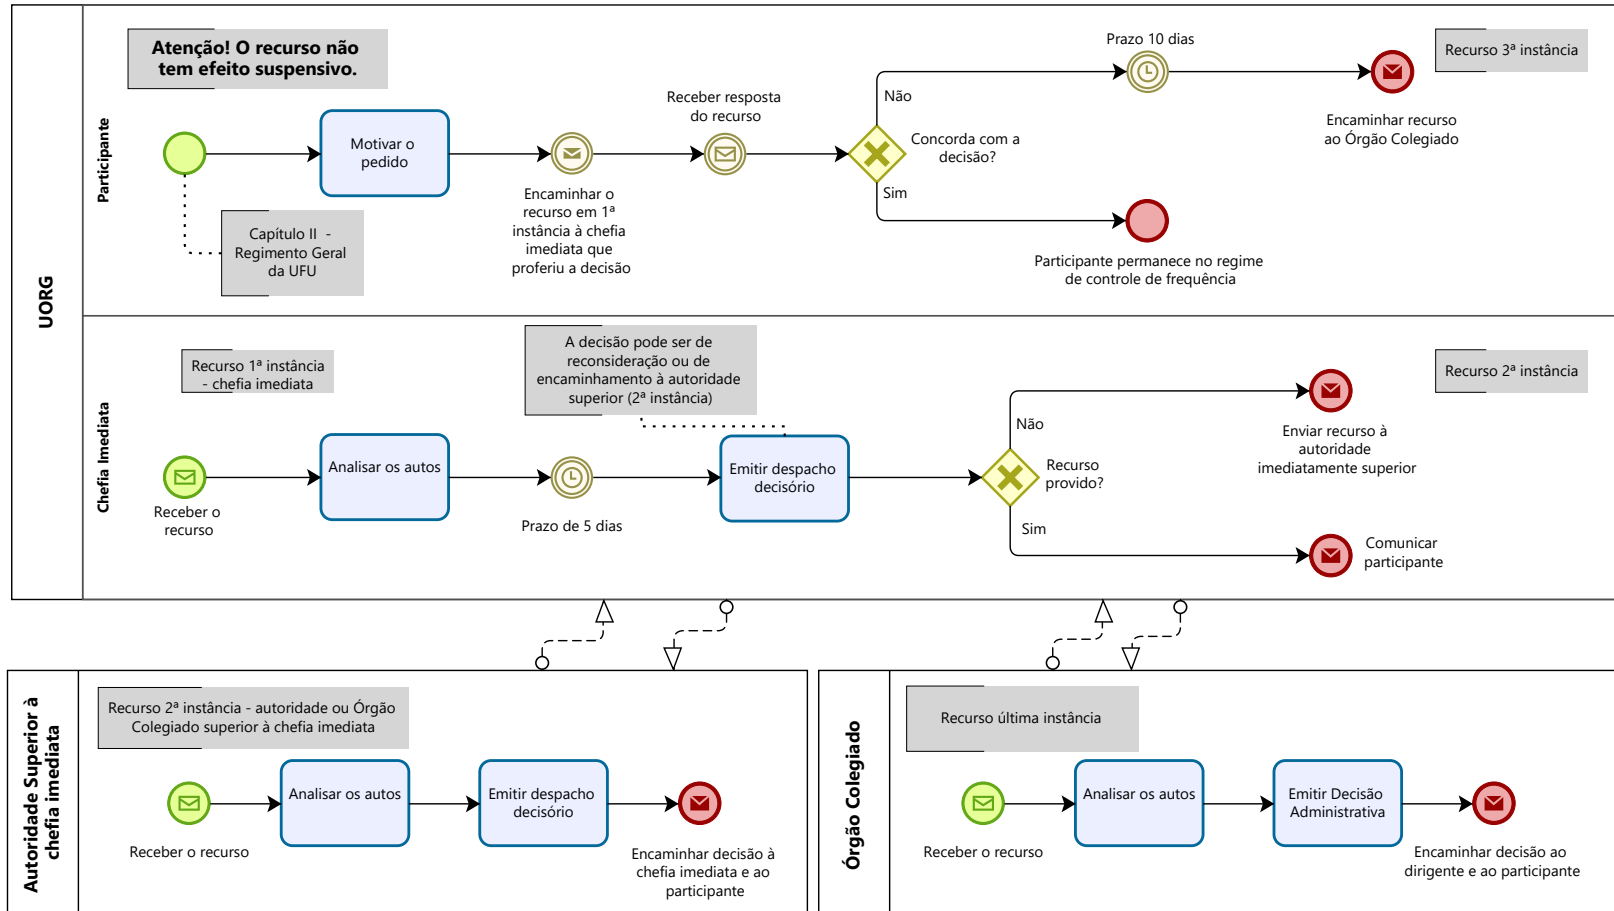 UORG
Participante
Atenção! O recurso não
tem efeito suspensivo.
Motivar o
pedido
Capítulo II  -
Regimento Geral
da UFU
Encaminhar o
recurso em 1ª
instância à chefia
imediata que
proferiu a decisão
Receber resposta
do recurso
Concorda com a
decisão?
Não
Sim
Prazo 10 dias
Encaminhar recurso
ao Órgão Colegiado
Recurso 3ª instância
Participante permanece no regime
de controle de frequência
Chefia Imediata
Recurso 1ª instância
- chefia imediata
Receber o
recurso
Analisar os autos
Prazo de 5 dias
A decisão pode ser de
reconsideração ou de
encaminhamento à autoridade
superior (2ª instância)
Emitir despacho
decisório
Recurso
provido?
Não
Sim
Enviar recurso à
autoridade
imediatamente superior
Recurso 2ª instância
Comunicar
participante
Autoridade Superior à
chefia imediata
Recurso 2ª instância - autoridade ou Órgão
Colegiado superior à chefia imediata
Receber o recurso
Analisar os autos
Emitir despacho
decisório
Encaminhar decisão à
chefia imediata e ao
participante
Órgão Colegiado
Recurso última instância
Receber o recurso
Analisar os autos
Emitir Decisão
Administrativa
Encaminhar decisão ao
dirigente e ao participante